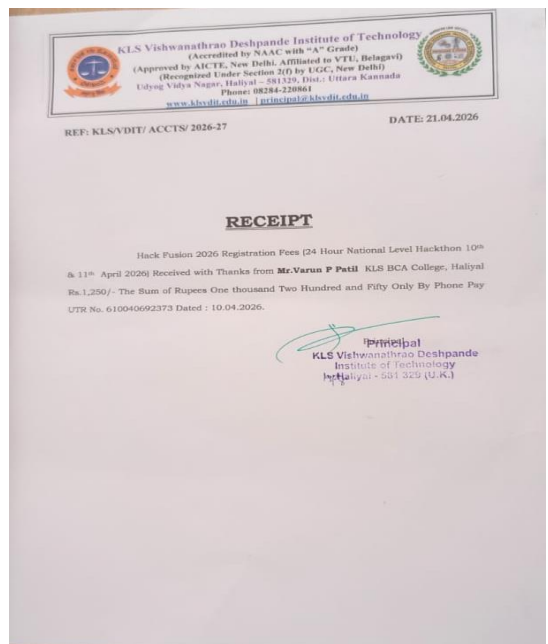 KLS Vishwanathrao Deshpande Institute of Technology
(Accredited by NAAC with "A" Grade)
(Approved by AICTE, New Delhi. Affiliated to VTU, Belagavi)
(Recognized Under Section 2(f) by UGC, New Delhi)
Udyog Vidya Nagar, Haliyal – 581329, Dist.: Uttara Kannada
Phone: 08284-220861
www.klsvdit.edu.in | principal@klsvdit.edu.in
REF: KLS/VDIT/ ACCTS/ 2026-27
DATE: 21.04.2026
RECEIPT
Hack Fusion 2026 Registration Fees (24 Hour National Level Hackthon 10th
& 11th April 2026) Received with Thanks from Mr.Varun P Patil KLS BCA College, Haliyal
Rs.1,250/- The Sum of Rupees One thousand Two Hundred and Fifty Only By Phone Pay
UTR No. 610040692373 Dated : 10.04.2026.
Principal
KLS Vishwanathrao Deshpande
Institute of Technology
Haliyal - 581 329 (U.K.)